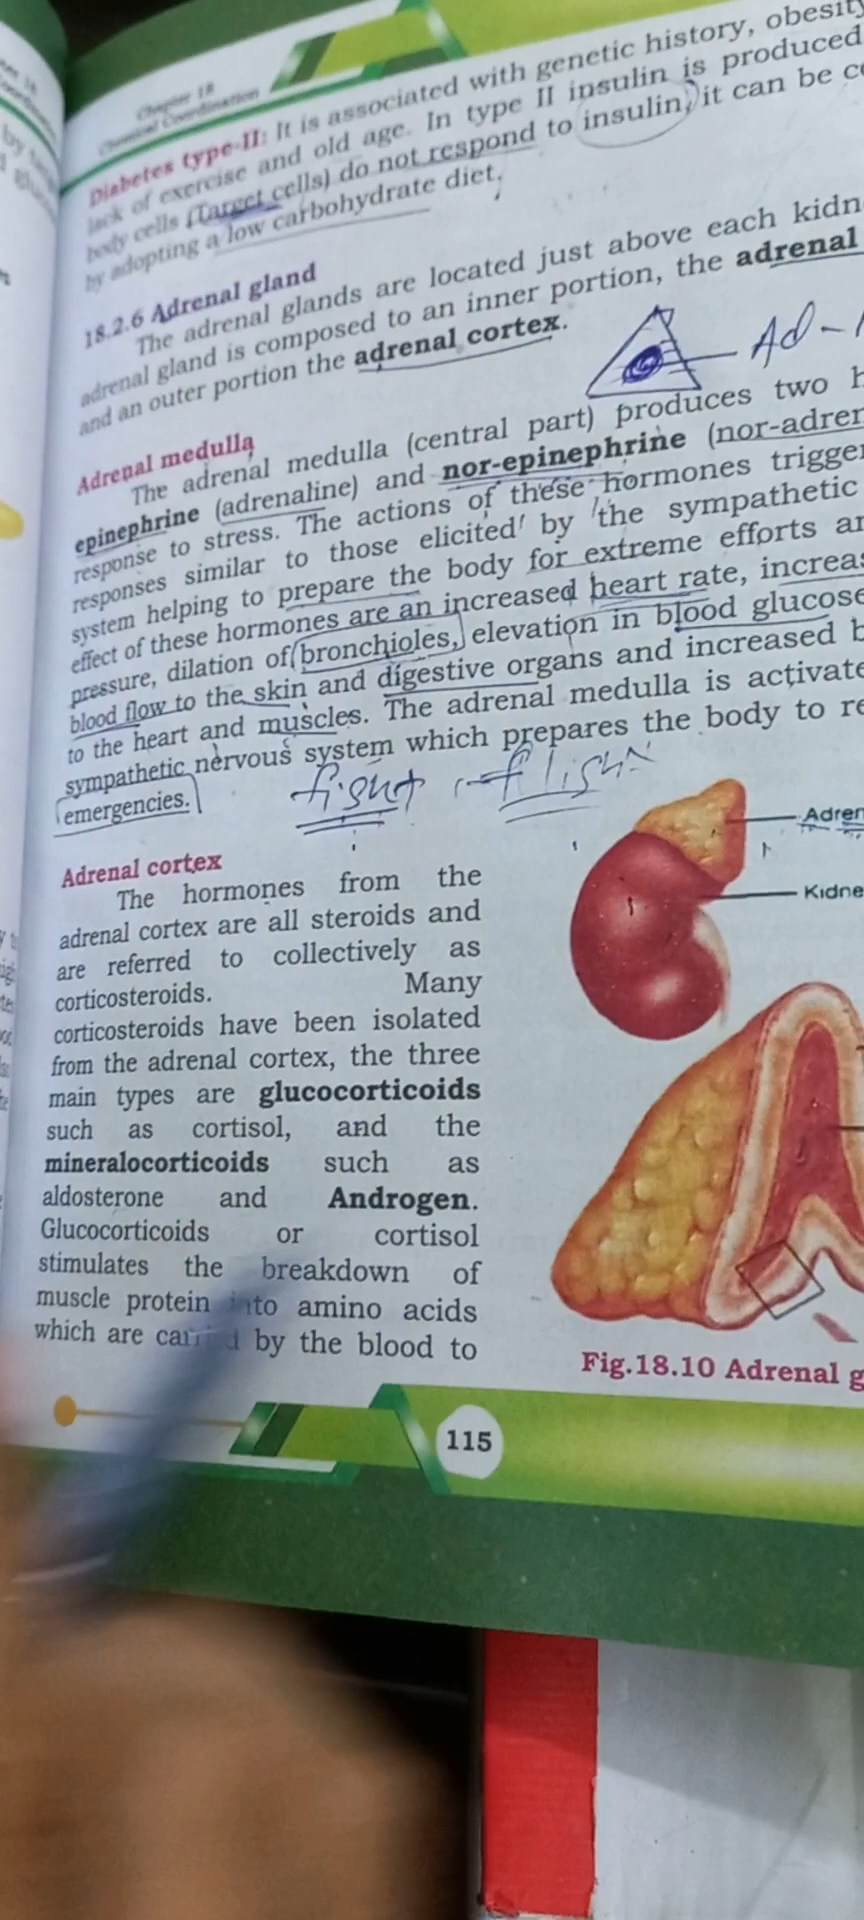 Chapter 18
Chemical Coordination
Diabetes type-II: It is associated with genetic history, obesity
lack of exercise and old age. In type II insulin is produced
body cells (Target cells) do not respond to insulin, it can be
by adopting a low carbohydrate diet.
18.2.6 Adrenal gland
The adrenal glands are located just above each
adrenal gland is composed to an inner portion, the adrenal
and an outer portion the adrenal cortex.
Ad-
Adrenal medulla
The adrenal medulla (central part) produces two
epinephrine (adrenaline) and nor-epinephrine
response to stress. The actions of these hormones
responses similar to those elicited by the sympathetic
system helping to prepare the body for extreme efforts
effect of these hormones are an increased heart rate,
pressure, dilation of bronchioles, elevation in blood glucose
blood flow to the skin and digestive organs and increased
to the heart and muscles. The adrenal medulla is
sympathetic nervous system which prepares the body to
emergencies.
fight flight
Adrenal cortex
The hormones from the
adrenal cortex are all steroids and
are referred to collectively as
corticosteroids. Many
corticosteroids have been isolated
from the adrenal cortex, the three
main types are glucocorticoids
such as cortisol, and the
mineralocorticoids such as
aldosterone and Androgen.
Glucocorticoids or cortisol
stimulates the breakdown of
muscle protein into amino acids
which are carried by the blood to
Adren
Kidne
Fig.18.10 Adrenal g
115